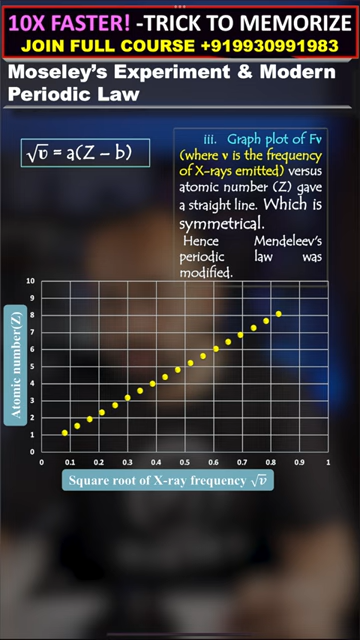 10X FASTER! -TRICK TO MEMORIZE
JOIN FULL COURSE +919930991983
Moseley's Experiment & Modern
Periodic Law
√ν = a(Z – b)
iii. Graph plot of Fν
(where ν is the frequency
of X-rays emitted) versus
atomic number (Z) gave
a straight line. Which is
symmetrical.
Hence Mendeleev's
periodic law was
modified.
10
9
8
7
6
5
4
3
2
1
0
Atomic number(Z)
0 0.1 0.2 0.3 0.4 0.5 0.6 0.7 0.8 0.9 1
Square root of X-ray frequency √ν